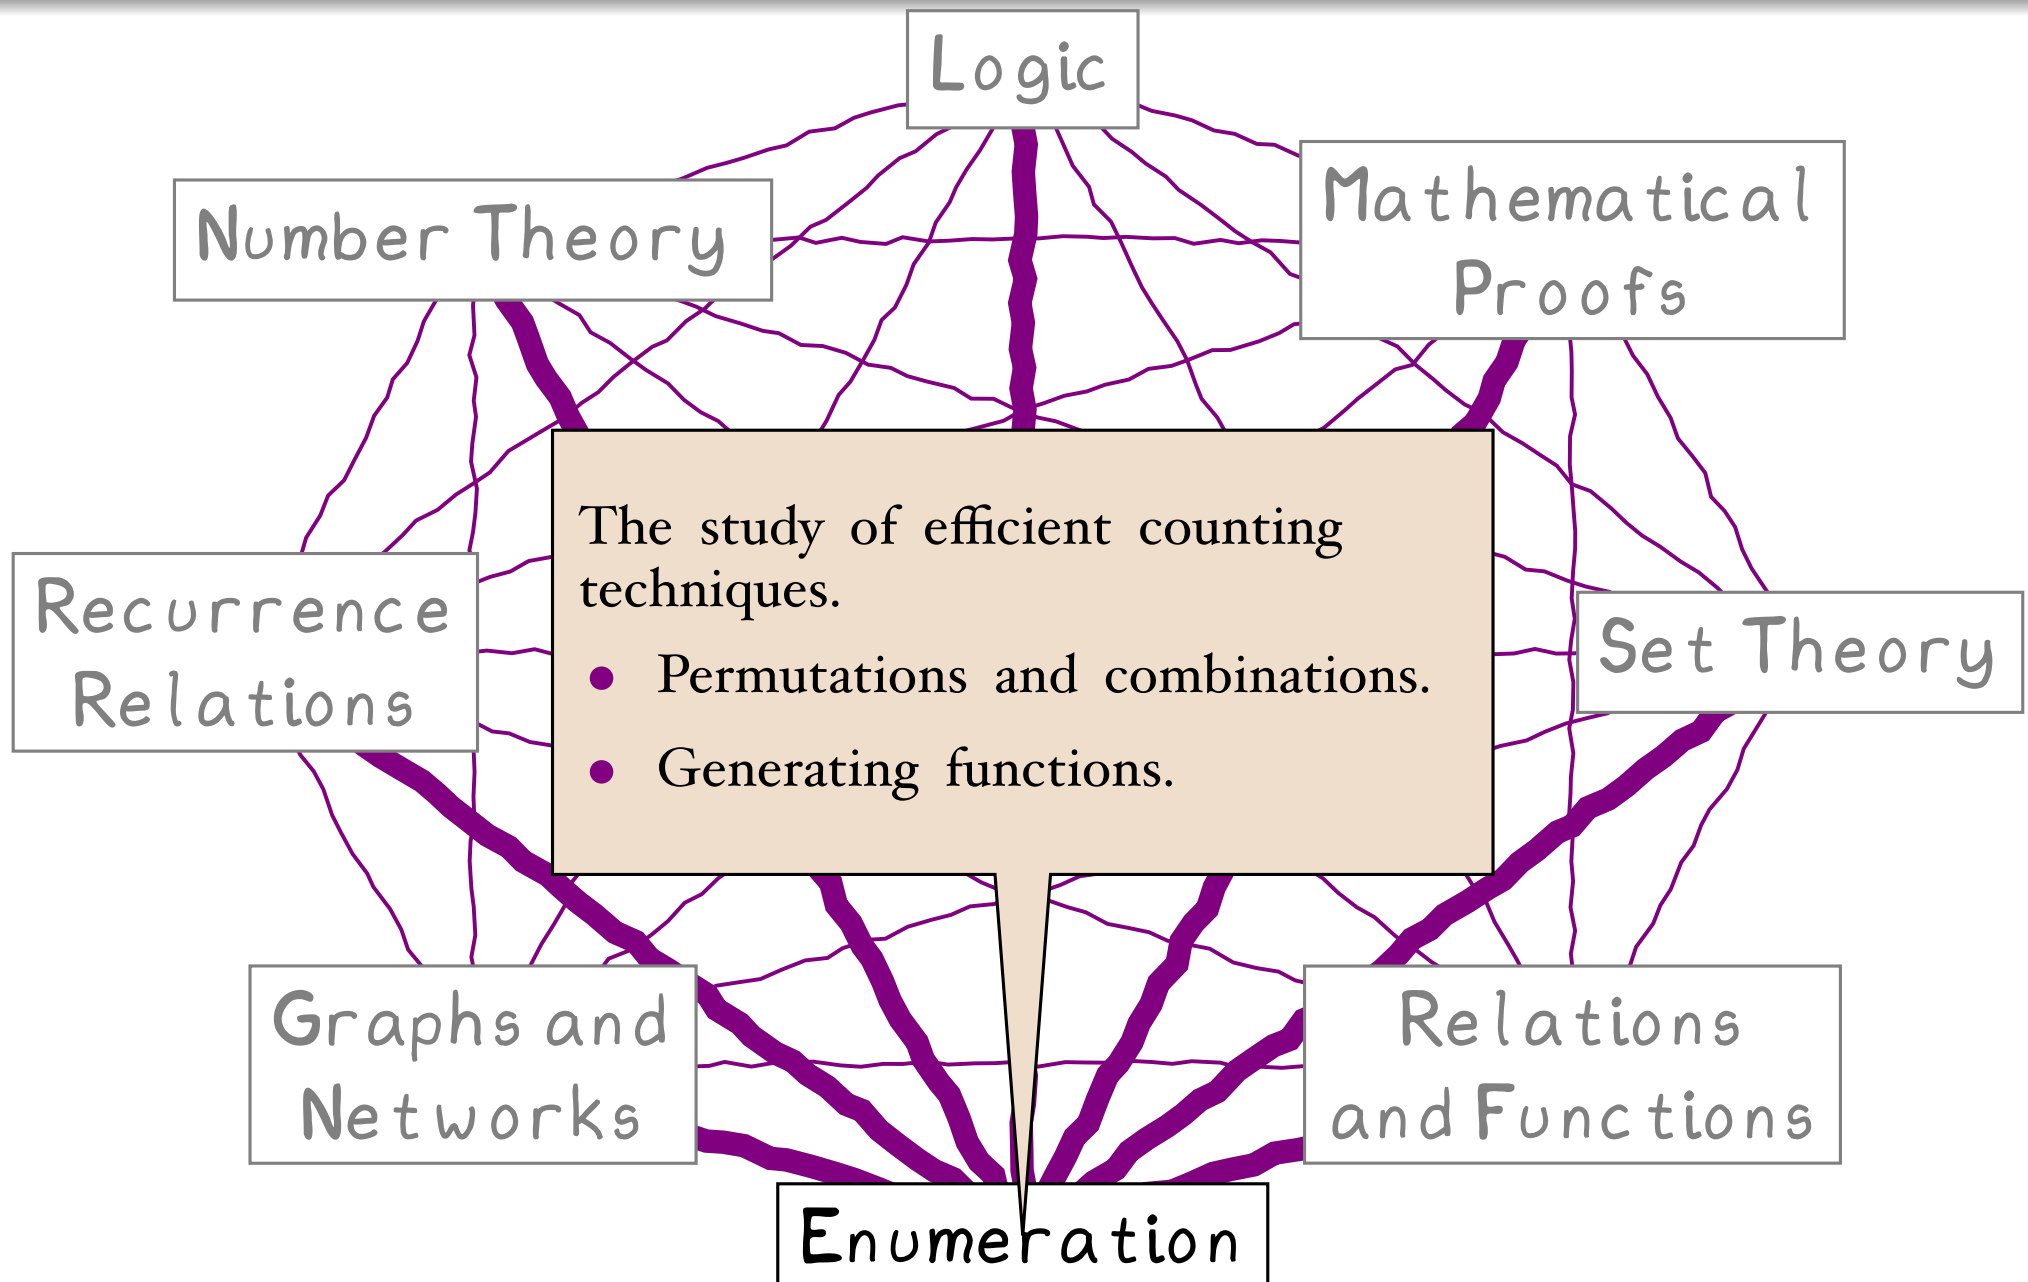 Logic
Number Theory
Mathematical
Proofs
The study of efficient counting
techniques.
• Permutations and combinations.
• Generating functions.
Recurrence
Relations
Set Theory
Graphs and
Networks
Relations
and Functions
Enumeration